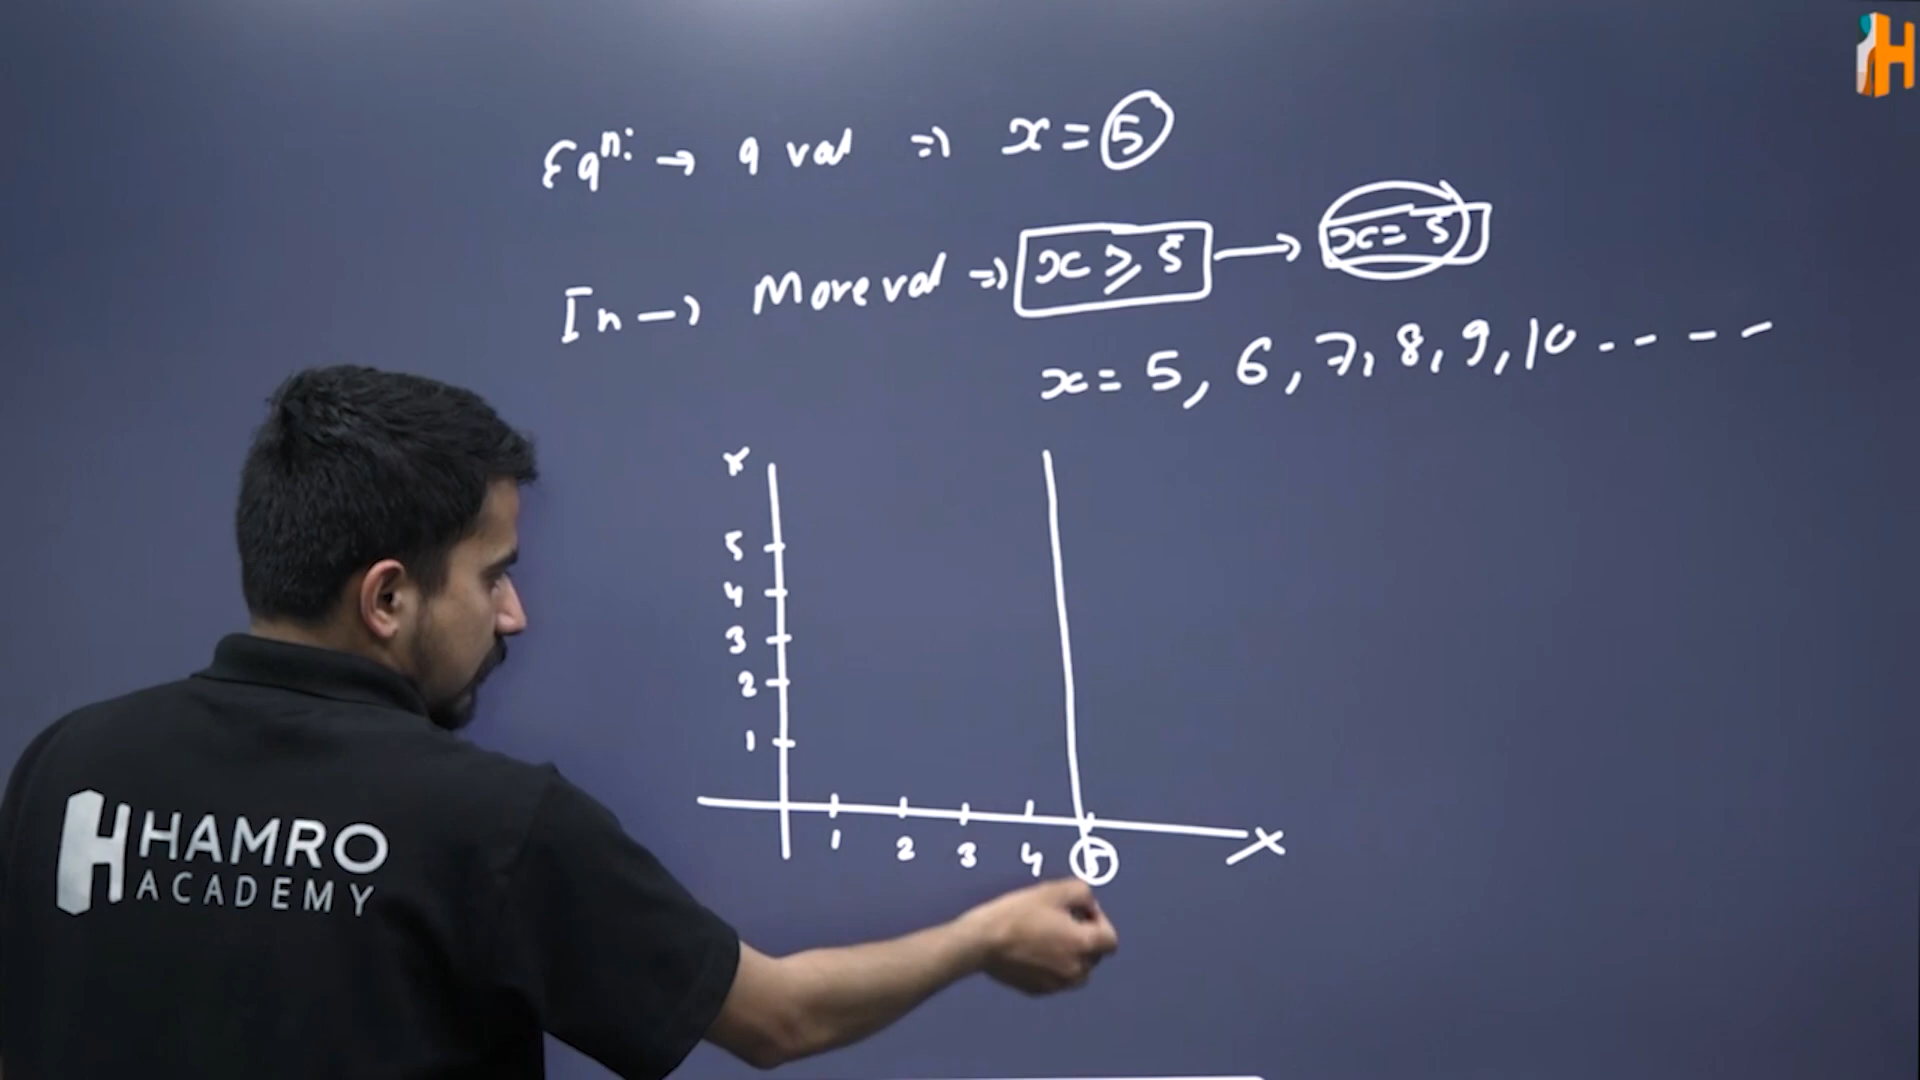 Eqⁿ: → 9 val ⇒ x = 5
In → More val ⇒ x ≥ 5 → x = 5
x = 5, 6, 7, 8, 9, 10 - - - -
Y
5
4
3
2
1
1 2 3 4 5 X
HAMRO
ACADEMY
H